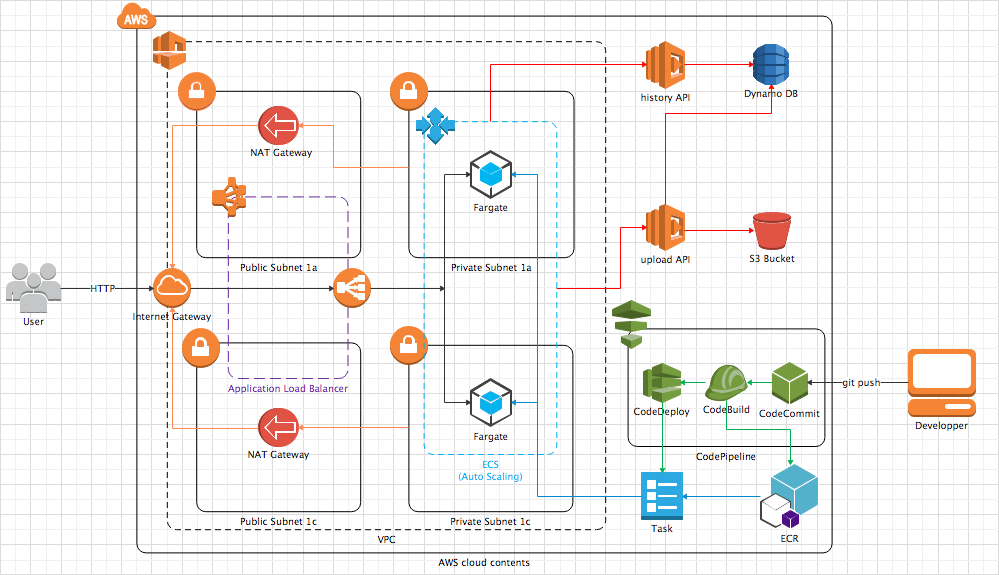 AWS
history API
Dynamo DB
NAT Gateway
Fargate
Public Subnet 1a
Private Subnet 1a
upload API
S3 Bucket
HTTP
User
Internet Gateway
Application Load Balancer
git push
CodeDeploy
CodeBuild
CodeCommit
Developper
Fargate
NAT Gateway
CodePipeline
ECS
(Auto Scaling)
Public Subnet 1c
Private Subnet 1c
Task
ECR
VPC
AWS cloud contents